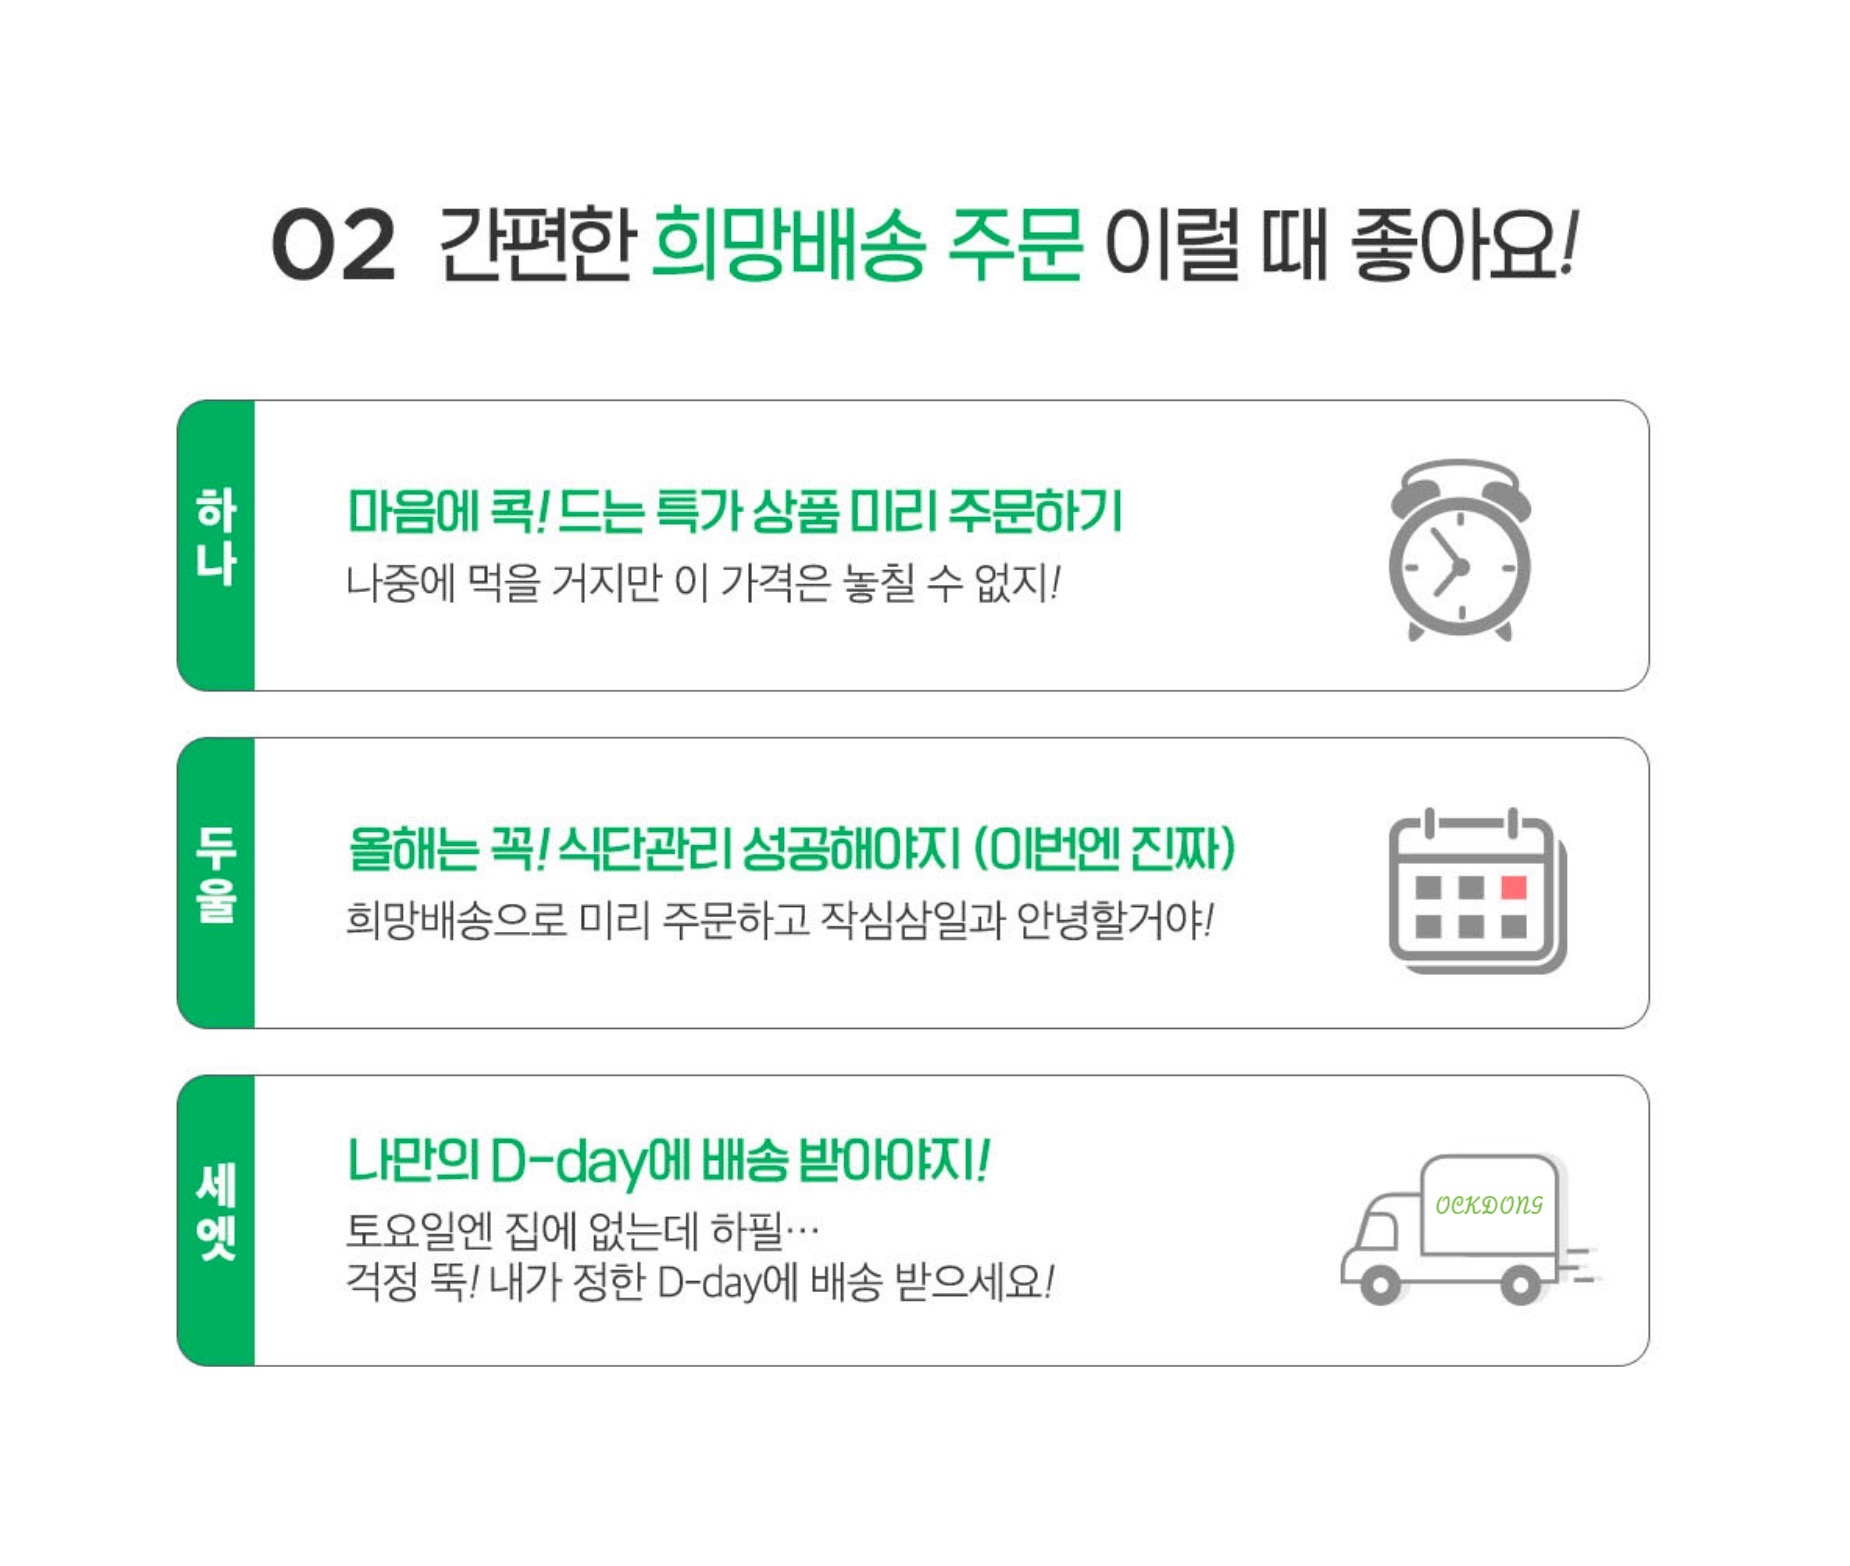 02 간편한 희망배송 주문 이럴 때 좋아요!
하나
마음에 콕! 드는 특가 상품 미리 주문하기
나중에 먹을 거지만 이 가격은 놓칠 수 없지!
두울
올해는 꼭! 식단관리 성공해야지 (이번엔 진짜)
희망배송으로 미리 주문하고 작심삼일과 안녕할거야!
세엣
나만의 D-day에 배송 받아야지!
토요일엔 집에 없는데 하필…
걱정 뚝! 내가 정한 D-day에 배송 받으세요!
OCKDONG